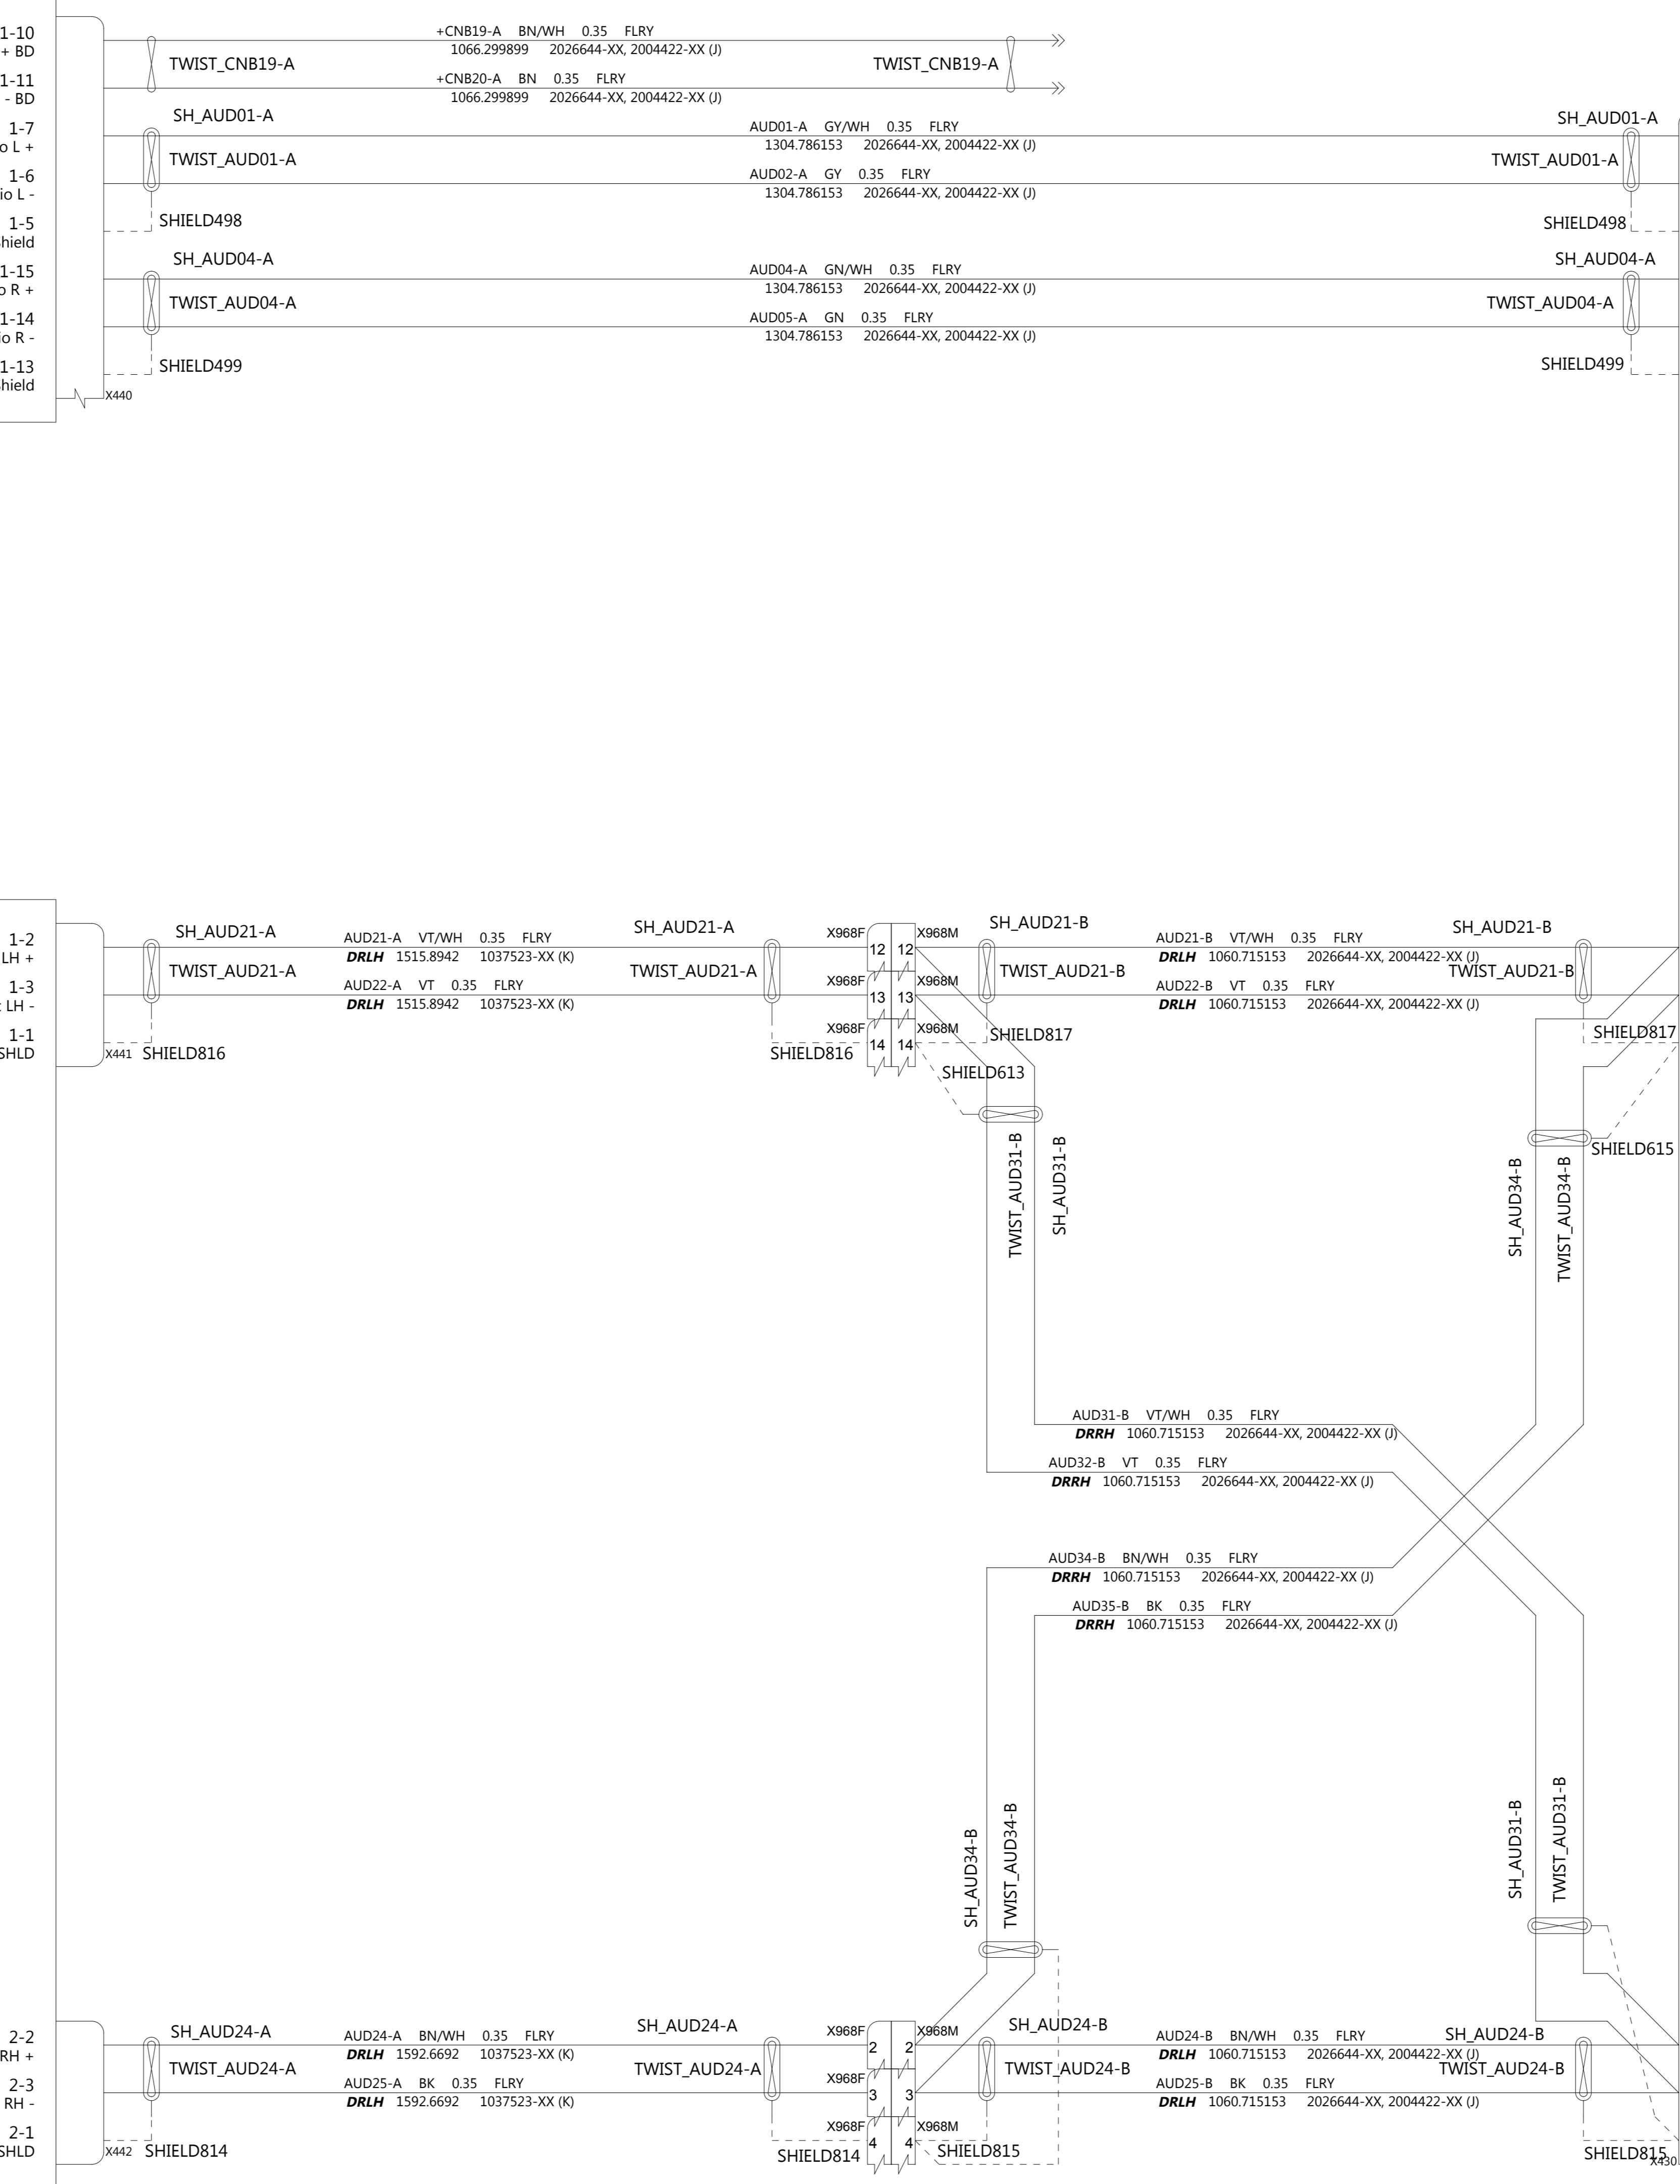 1-10
+ BD
1-11
- BD
1-7
o L +
1-6
io L -
1-5
hield
1-15
o R +
1-14
io R -
1-13
hield
X440
+CNB19-A BN/WH 0.35 FLRY
1066.299899 2026644-XX, 2004422-XX (J)
TWIST_CNB19-A
TWIST_CNB19-A
+CNB20-A BN 0.35 FLRY
1066.299899 2026644-XX, 2004422-XX (J)
SH_AUD01-A
AUD01-A GY/WH 0.35 FLRY
SH_AUD01-A
1304.786153 2026644-XX, 2004422-XX (J)
TWIST_AUD01-A
TWIST_AUD01-A
AUD02-A GY 0.35 FLRY
1304.786153 2026644-XX, 2004422-XX (J)
SHIELD498
SHIELD498
SH_AUD04-A
SH_AUD04-A
AUD04-A GN/WH 0.35 FLRY
1304.786153 2026644-XX, 2004422-XX (J)
TWIST_AUD04-A
TWIST_AUD04-A
AUD05-A GN 0.35 FLRY
1304.786153 2026644-XX, 2004422-XX (J)
SHIELD499
SHIELD499
1-2
LH +
1-3
LH -
1-1
SHLD
X441
SH_AUD21-A
AUD21-A VT/WH 0.35 FLRY
DRLH 1515.8942 1037523-XX (K)
SH_AUD21-A
TWIST_AUD21-A
TWIST_AUD21-A
AUD22-A VT 0.35 FLRY
DRLH 1515.8942 1037523-XX (K)
SHIELD816
SHIELD816
X968F
12
12
X968M
X968F
13
13
X968M
X968F
14
14
X968M
SH_AUD21-B
AUD21-B VT/WH 0.35 FLRY
DRLH 1060.715153 2026644-XX, 2004422-XX (J)
SH_AUD21-B
TWIST_AUD21-B
TWIST_AUD21-B
AUD22-B VT 0.35 FLRY
DRLH 1060.715153 2026644-XX, 2004422-XX (J)
SHIELD817
SHIELD817
SHIELD613
SHIELD615
TWIST_AUD31-B
SH_AUD31-B
SH_AUD34-B
TWIST_AUD34-B
AUD31-B VT/WH 0.35 FLRY
DRRH 1060.715153 2026644-XX, 2004422-XX (J)
AUD32-B VT 0.35 FLRY
DRRH 1060.715153 2026644-XX, 2004422-XX (J)
AUD34-B BN/WH 0.35 FLRY
DRRH 1060.715153 2026644-XX, 2004422-XX (J)
AUD35-B BK 0.35 FLRY
DRRH 1060.715153 2026644-XX, 2004422-XX (J)
SH_AUD34-B
TWIST_AUD34-B
SH_AUD31-B
TWIST_AUD31-B
2-2
RH +
2-3
RH -
2-1
SHLD
X442
SH_AUD24-A
AUD24-A BN/WH 0.35 FLRY
DRLH 1592.6692 1037523-XX (K)
SH_AUD24-A
TWIST_AUD24-A
TWIST_AUD24-A
AUD25-A BK 0.35 FLRY
DRLH 1592.6692 1037523-XX (K)
SHIELD814
SHIELD814
X968F
2
2
X968M
X968F
3
3
X968F
4
4
X968M
SH_AUD24-B
AUD24-B BN/WH 0.35 FLRY
DRLH 1060.715153 2026644-XX, 2004422-XX (J)
SH_AUD24-B
TWIST_AUD24-B
TWIST_AUD24-B
AUD25-B BK 0.35 FLRY
DRLH 1060.715153 2026644-XX, 2004422-XX (J)
SHIELD815
SHIELD815
X430